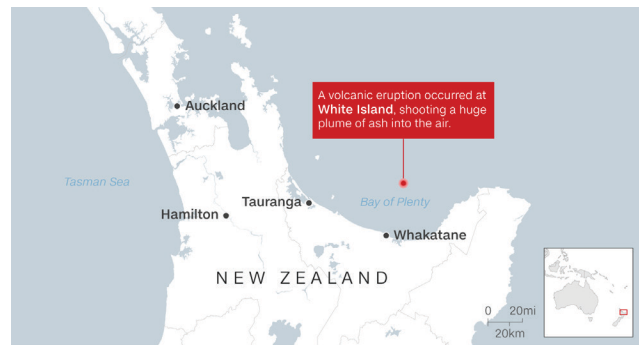 A volcanic eruption occurred at
White Island, shooting a huge
plume of ash into the air.
Auckland
Tasman Sea
Tauranga
Bay of Plenty
Hamilton
Whakatane
NEW ZEALAND
0 20mi
20km